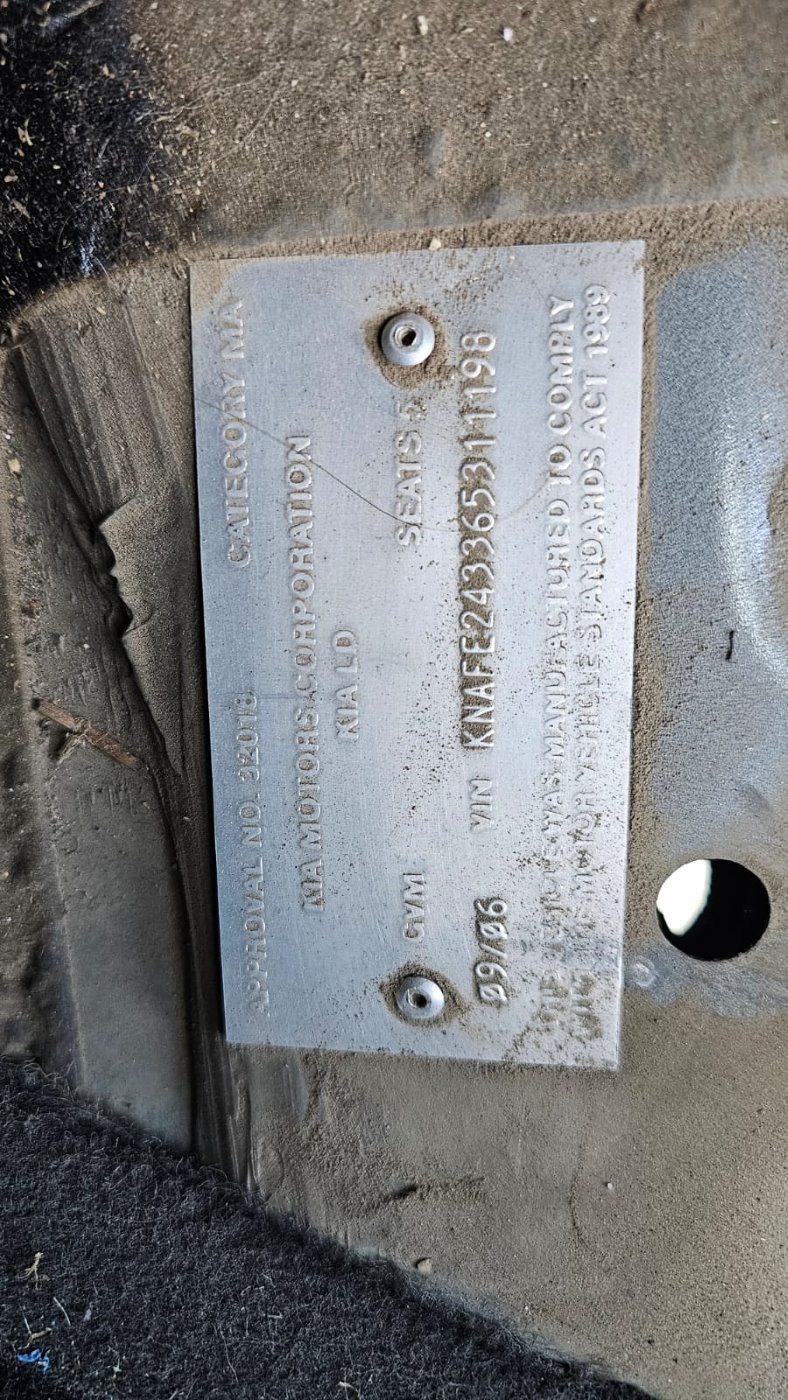 APPROVAL NO. 32018 CATEGORY MA
KIA MOTORS CORPORATION
KIA LD
GVM SEATS 5
09/06 VIN KNAFE243365311198
THIS VEHICLE WAS MANUFACTURED TO COMPLY
WITH THE MOTOR VEHICLE STANDARDS ACT 1989